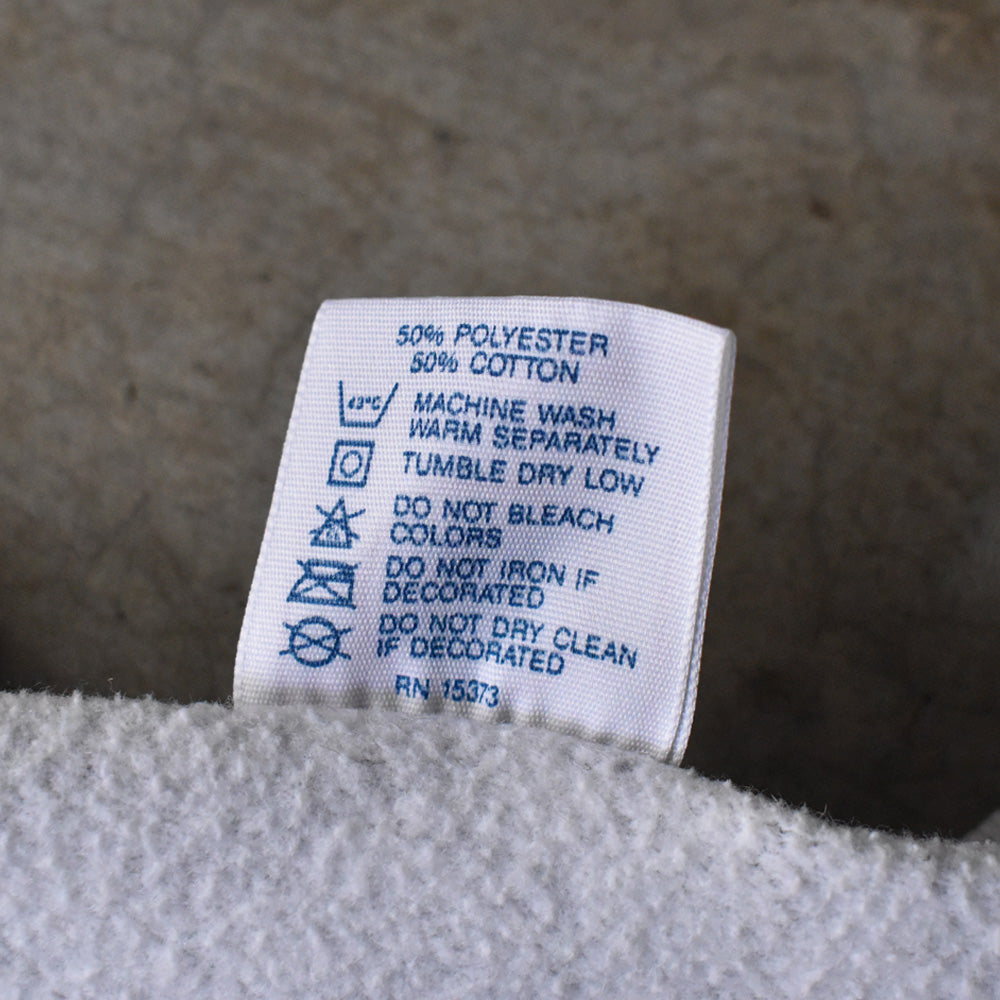 50% POLYESTER
50% COTTON
MACHINE WASH
WARM SEPARATELY
TUMBLE DRY LOW
DO NOT BLEACH
COLORS
DO NOT IRON IF
DECORATED
DO NOT DRY CLEAN
IF DECORATED
RN 15373